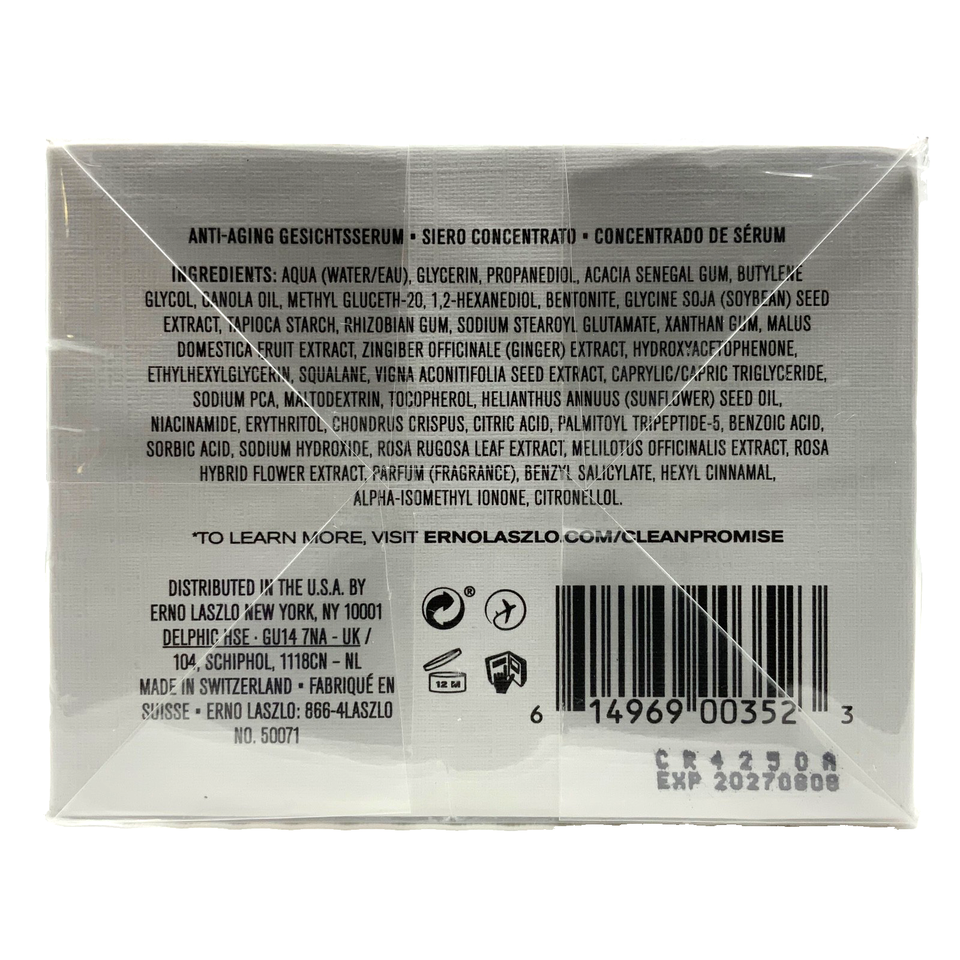 ANTI-AGING GESICHTSSERUM ▪ SIERO CONCENTRATO ▪ CONCENTRADO DE SÉRUM
INGREDIENTS: AQUA (WATER/EAU), GLYCERIN, PROPANEDIOL, ACACIA SENEGAL GUM, BUTYLENE
GLYCOL, CANOLA OIL, METHYL GLUCETH-20, 1,2-HEXANEDIOL, BENTONITE, GLYCINE SOJA (SOYBEAN) SEED
EXTRACT, TAPIOCA STARCH, RHIZOBIAN GUM, SODIUM STEAROYL GLUTAMATE, XANTHAN GUM, MALUS
DOMESTICA FRUIT EXTRACT, ZINGIBER OFFICINALE (GINGER) EXTRACT, HYDROXYACETOPHENONE,
ETHYLHEXYLGLYCERIN, SQUALANE, VIGNA ACONITIFOLIA SEED EXTRACT, CAPRYLIC/CAPRIC TRIGLYCERIDE,
SODIUM PCA, MALTODEXTRIN, TOCOPHEROL, HELIANTHUS ANNUUS (SUNFLOWER) SEED OIL,
NIACINAMIDE, ERYTHRITOL, CHONDRUS CRISPUS, CITRIC ACID, PALMITOYL TRIPEPTIDE-5, BENZOIC ACID,
SORBIC ACID, SODIUM HYDROXIDE, ROSA RUGOSA LEAF EXTRACT, MELILOTUS OFFICINALIS EXTRACT, ROSA
HYBRID FLOWER EXTRACT, PARFUM (FRAGRANCE), BENZYL SALICYLATE, HEXYL CINNAMAL,
ALPHA-ISOMETHYL IONONE, CITRONELLOL.
*TO LEARN MORE, VISIT ERNOLASZLO.COM/CLEANPROMISE
DISTRIBUTED IN THE U.S.A. BY
ERNO LASZLO NEW YORK, NY 10001
DELPHIC HSE · GU14 7NA - UK /
104, SCHIPHOL, 1118CN – NL
MADE IN SWITZERLAND ▪ FABRIQUÉ EN
SUISSE ▪ ERNO LASZLO: 866-4LASZLO
NO. 50071
®
12 M
6 14969 00352 3
CR4250A
EXP 20270808